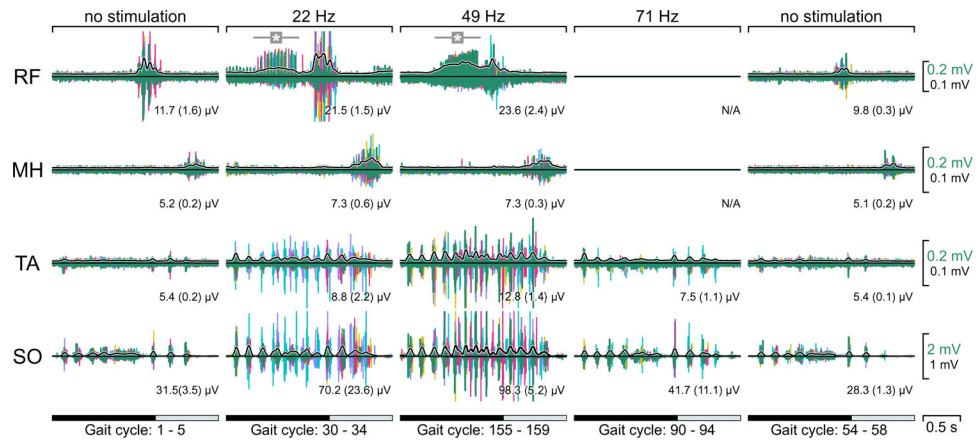 no stimulation 22 Hz 49 Hz 71 Hz no stimulation
* *
RF 0.2 mV
0.1 mV
11.7 (1.6) µV 21.5 (1.5) µV 23.6 (2.4) µV N/A 9.8 (0.3) µV
MH 0.2 mV
0.1 mV
5.2 (0.2) µV 7.3 (0.6) µV 7.3 (0.3) µV N/A 5.1 (0.2) µV
TA 0.2 mV
0.1 mV
5.4 (0.2) µV 8.8 (2.2) µV 12.8 (1.4) µV 7.5 (1.1) µV 5.4 (0.1) µV
SO 2 mV
1 mV
31.5(3.5) µV 70.2 (23.6) µV 98.3 (5.2) µV 41.7 (11.1) µV 28.3 (1.3) µV
Gait cycle: 1 - 5 Gait cycle: 30 - 34 Gait cycle: 155 - 159 Gait cycle: 90 - 94 Gait cycle: 54 - 58 0.5 s